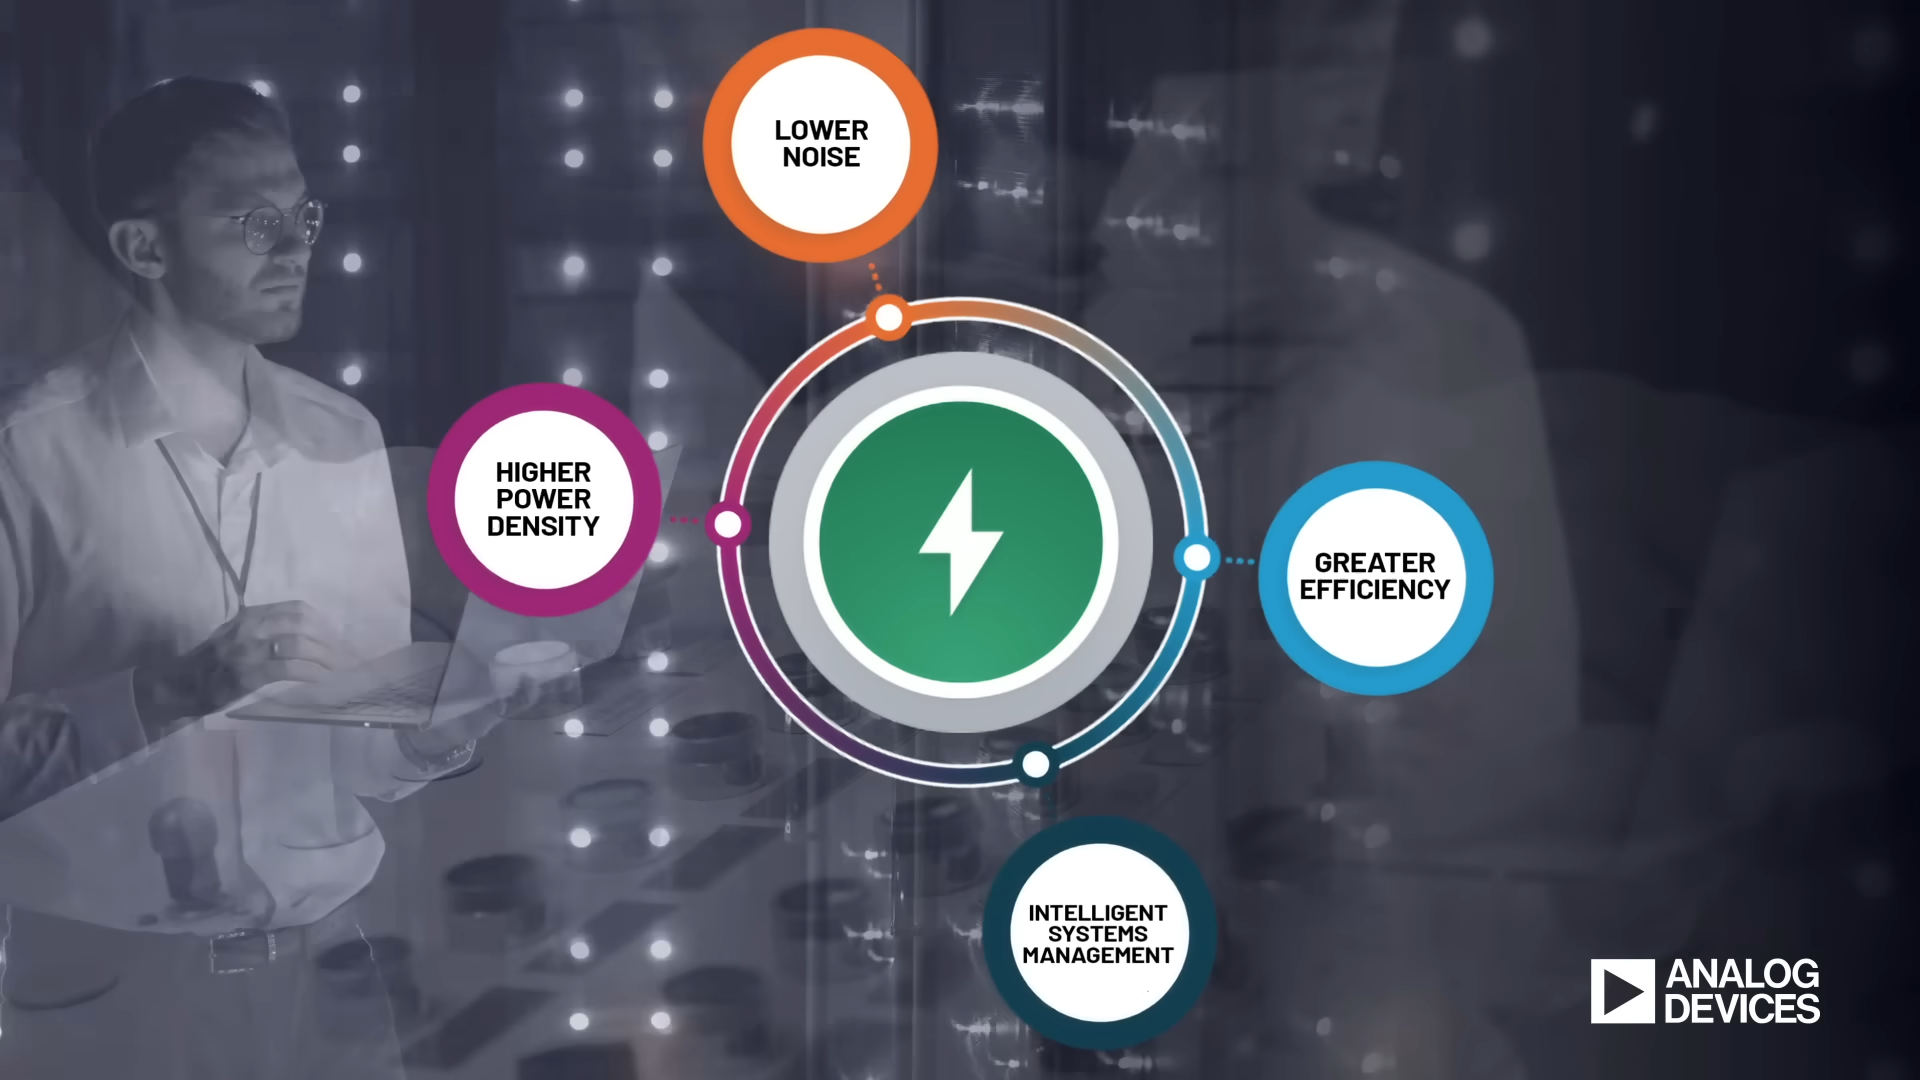 LOWER
NOISE
HIGHER
POWER
DENSITY
GREATER
EFFICIENCY
INTELLIGENT
SYSTEMS
MANAGEMENT
ANALOG
DEVICES